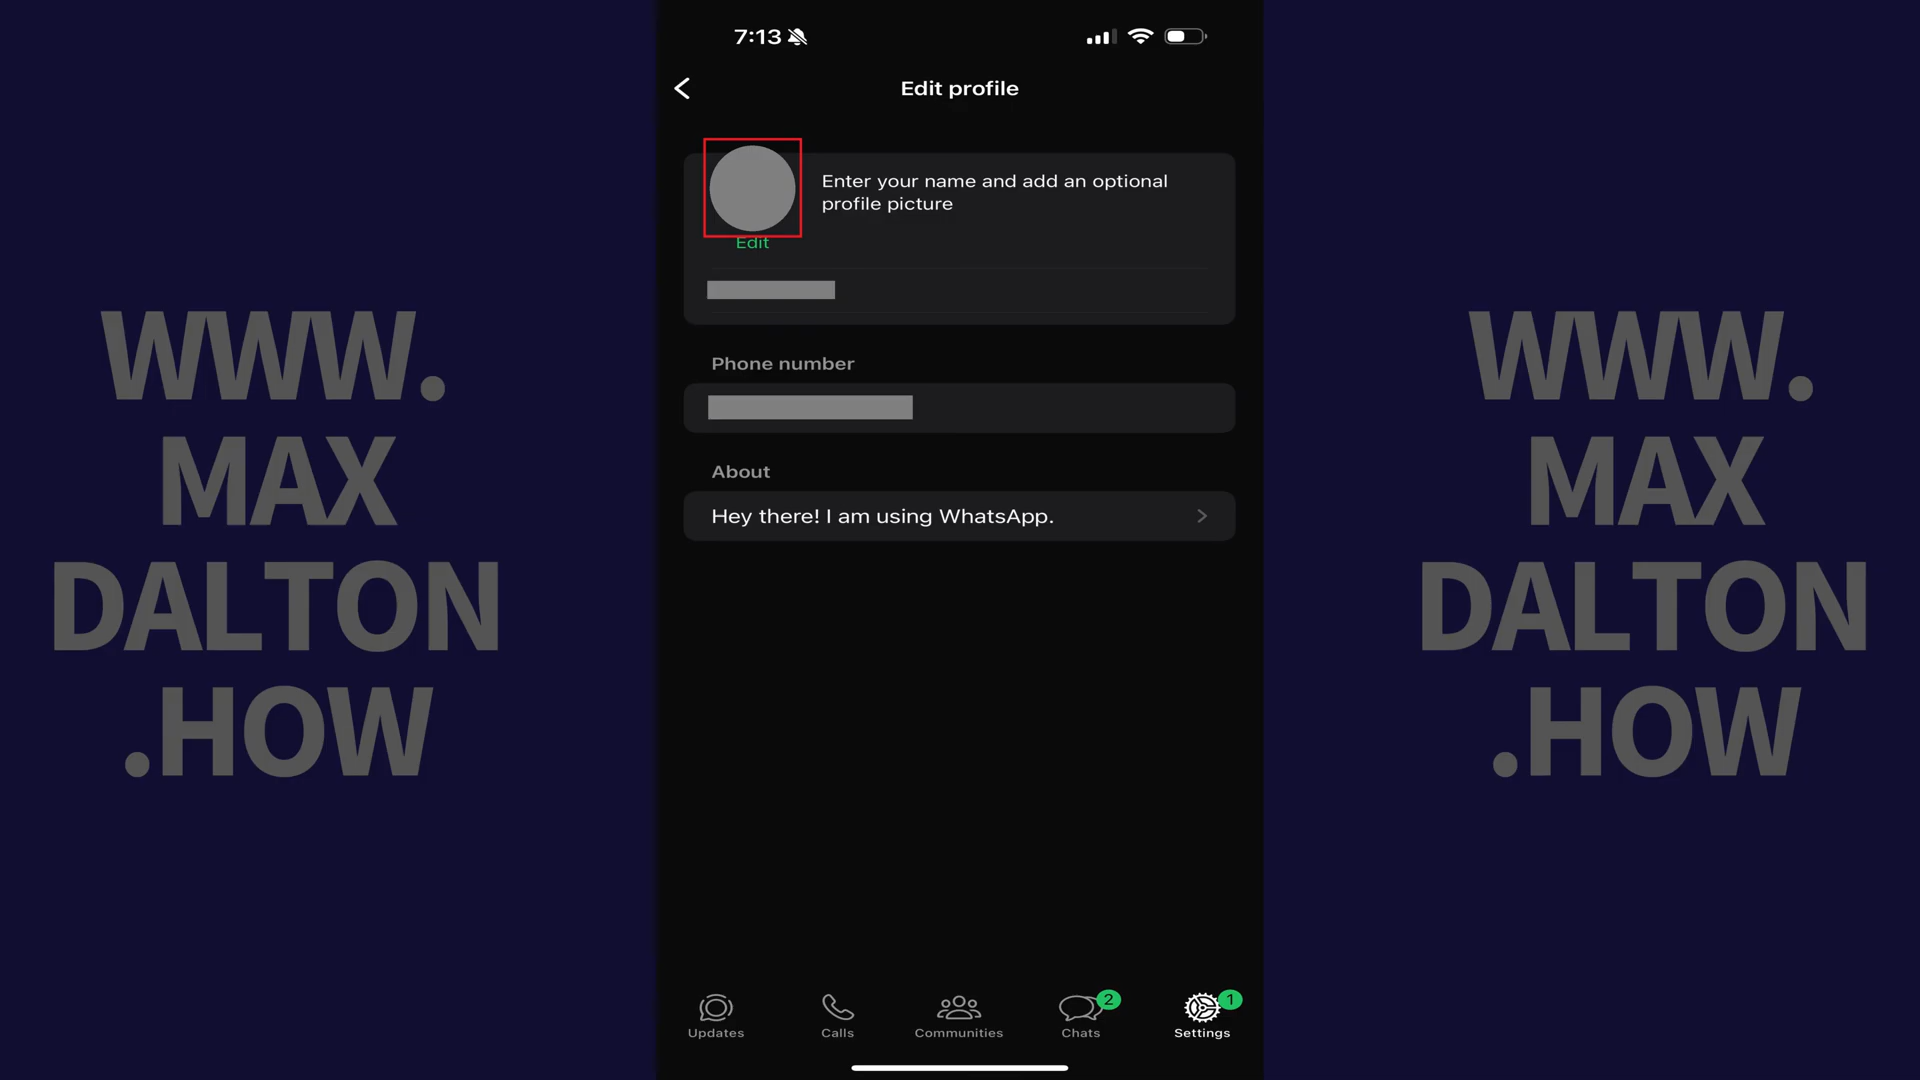 WWW.
MAX
DALTON
.HOW
7:13
Edit profile
Enter your name and add an optional
profile picture
Edit
Phone number
About
Hey there! I am using WhatsApp.
Updates
Calls
Communities
2
Chats
1
Settings
WWW.
MAX
DALTON
.HOW